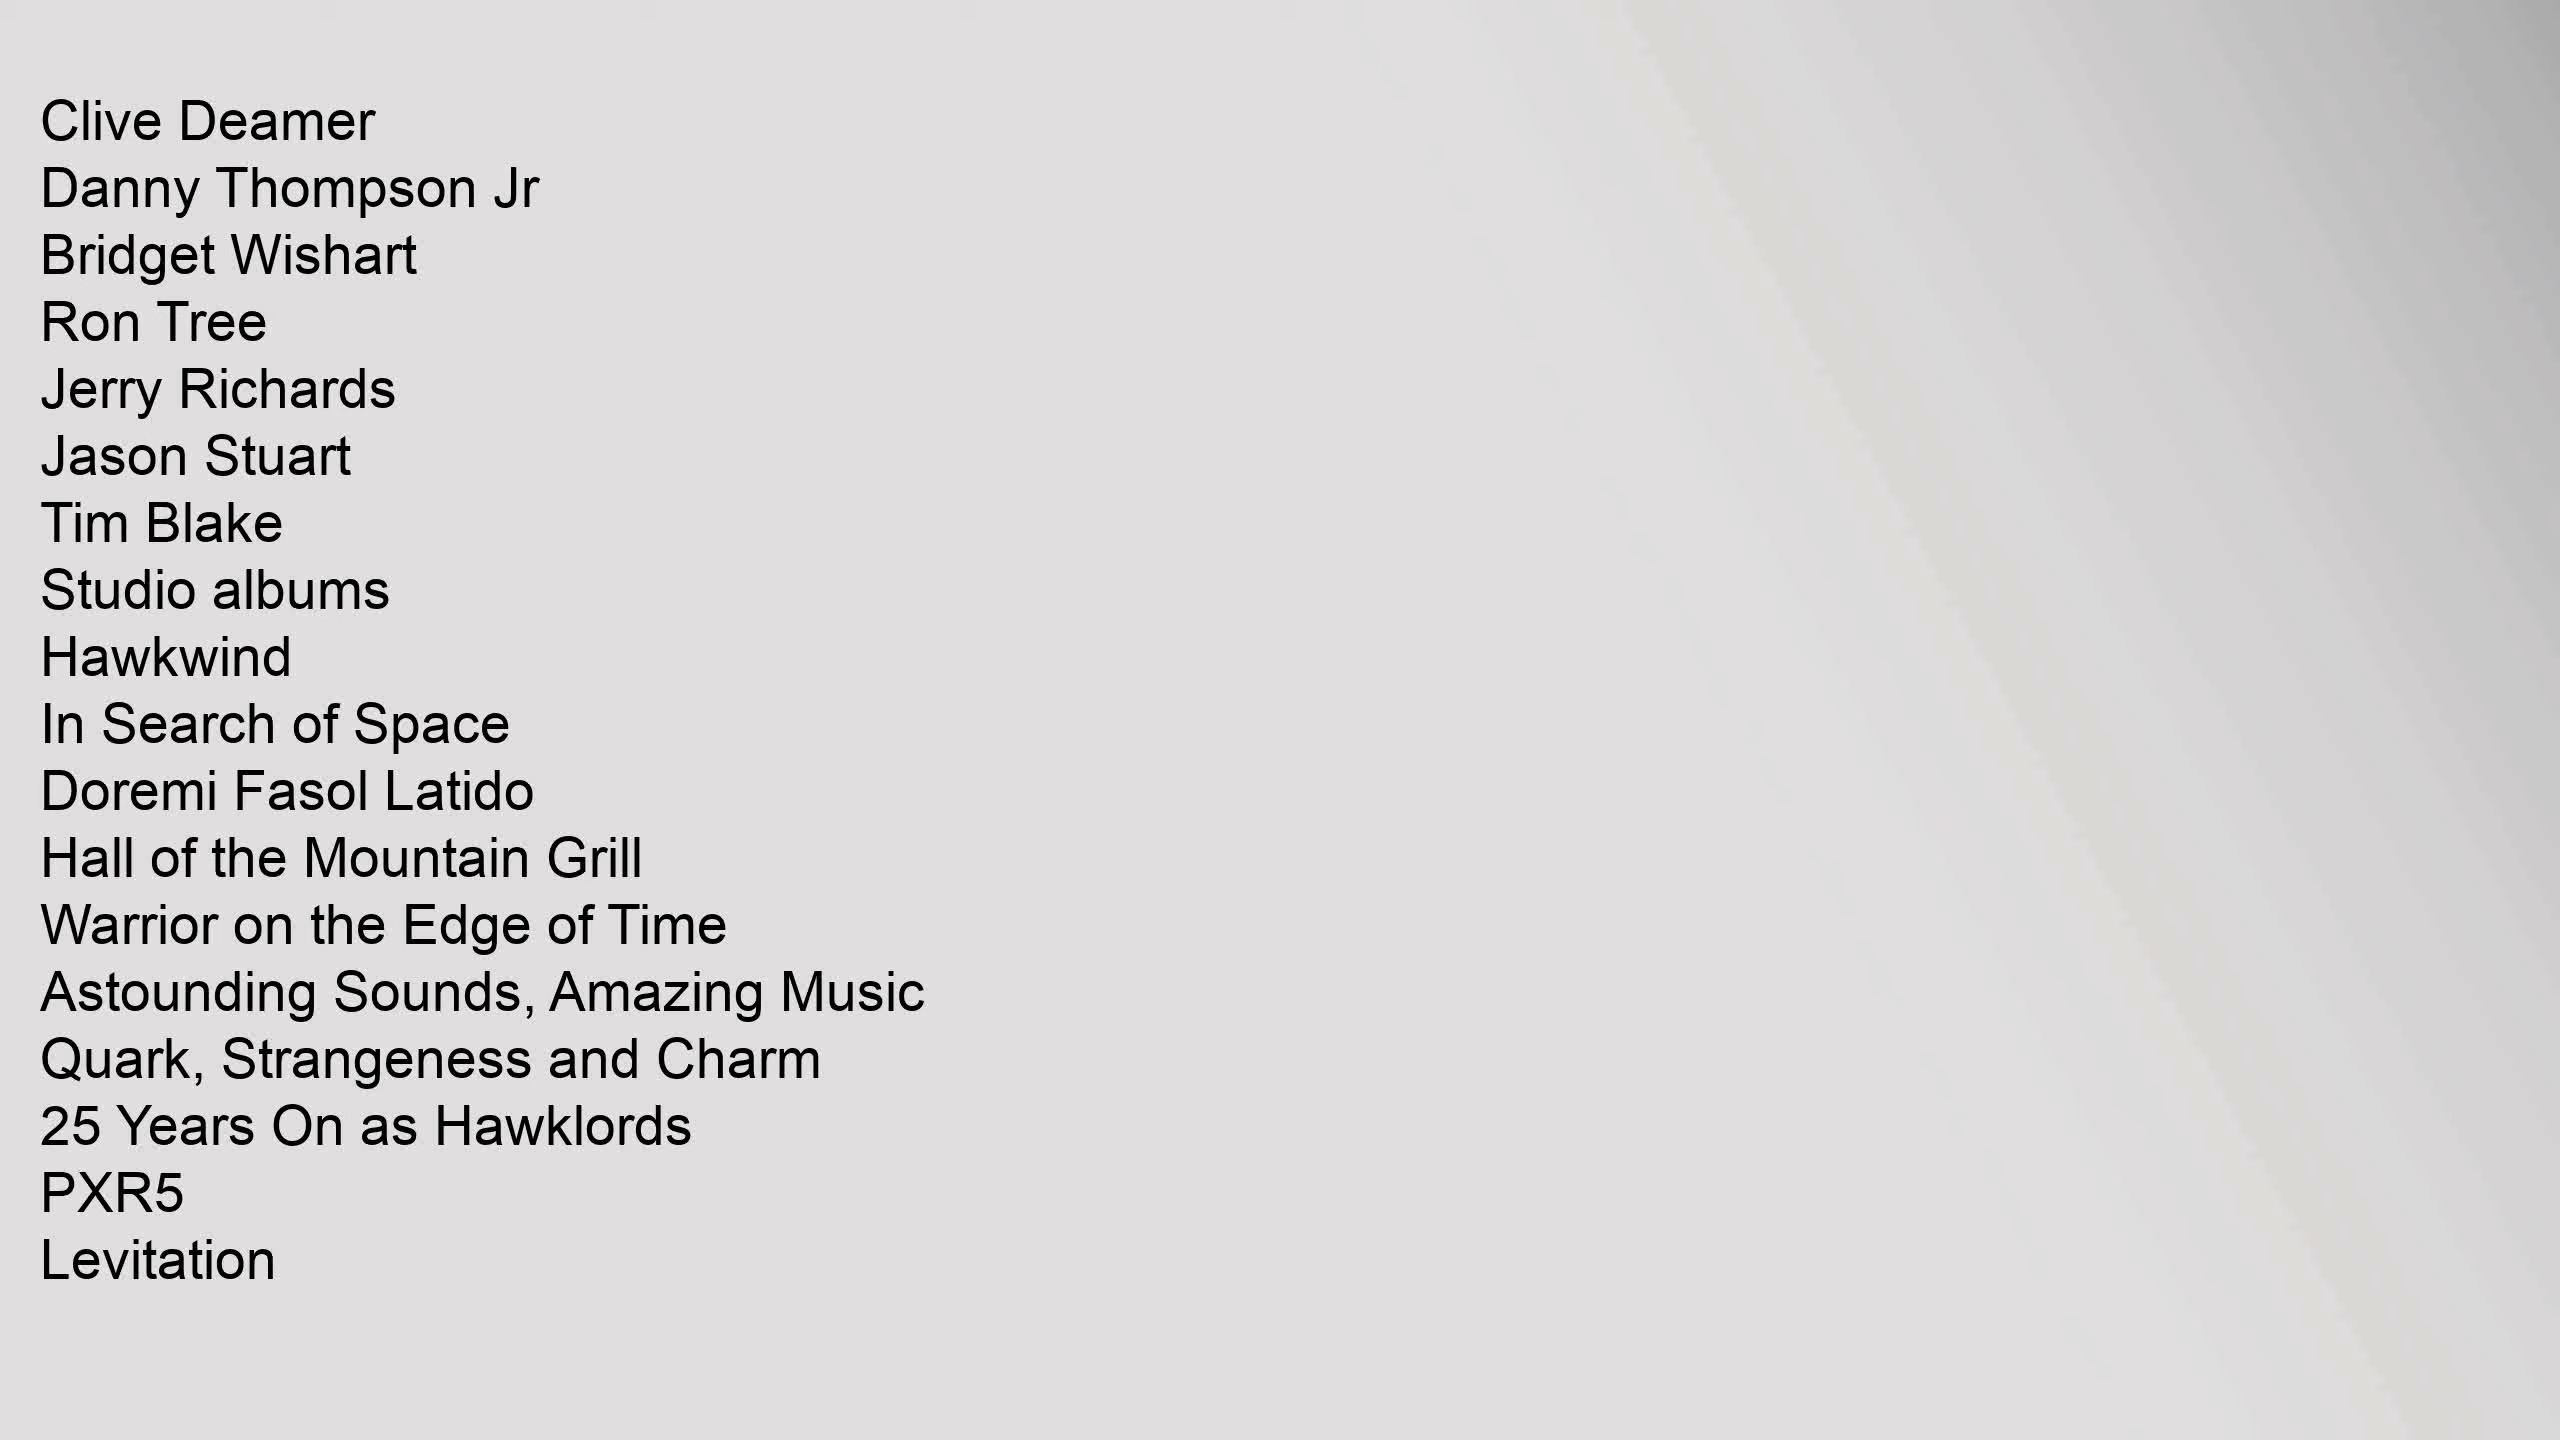 Clive Deamer
Danny Thompson Jr
Bridget Wishart
Ron Tree
Jerry Richards
Jason Stuart
Tim Blake
Studio albums
Hawkwind
In Search of Space
Doremi Fasol Latido
Hall of the Mountain Grill
Warrior on the Edge of Time
Astounding Sounds, Amazing Music
Quark, Strangeness and Charm
25 Years On as Hawklords
PXR5
Levitation